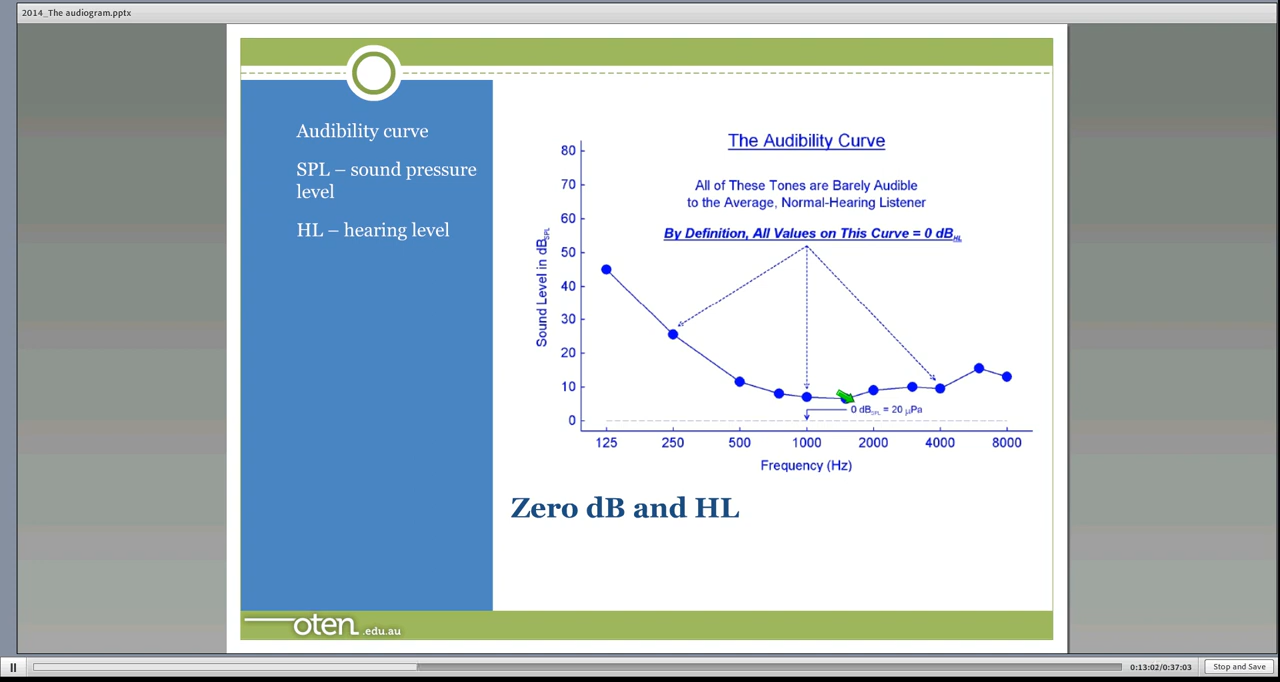 2014_The audiogram.pptx
Audibility curve
SPL – sound pressure
level
HL – hearing level
The Audibility Curve
All of These Tones are Barely Audible
to the Average, Normal-Hearing Listener
By Definition, All Values on This Curve = 0 dBHL
Sound Level in dBSPL
80
70
60
50
40
30
20
10
0
0 dBSPL = 20 µPa
125 250 500 1000 2000 4000 8000
Frequency (Hz)
Zero dB and HL
oten.edu.au
0:13:02/0:37:03
Stop and Save